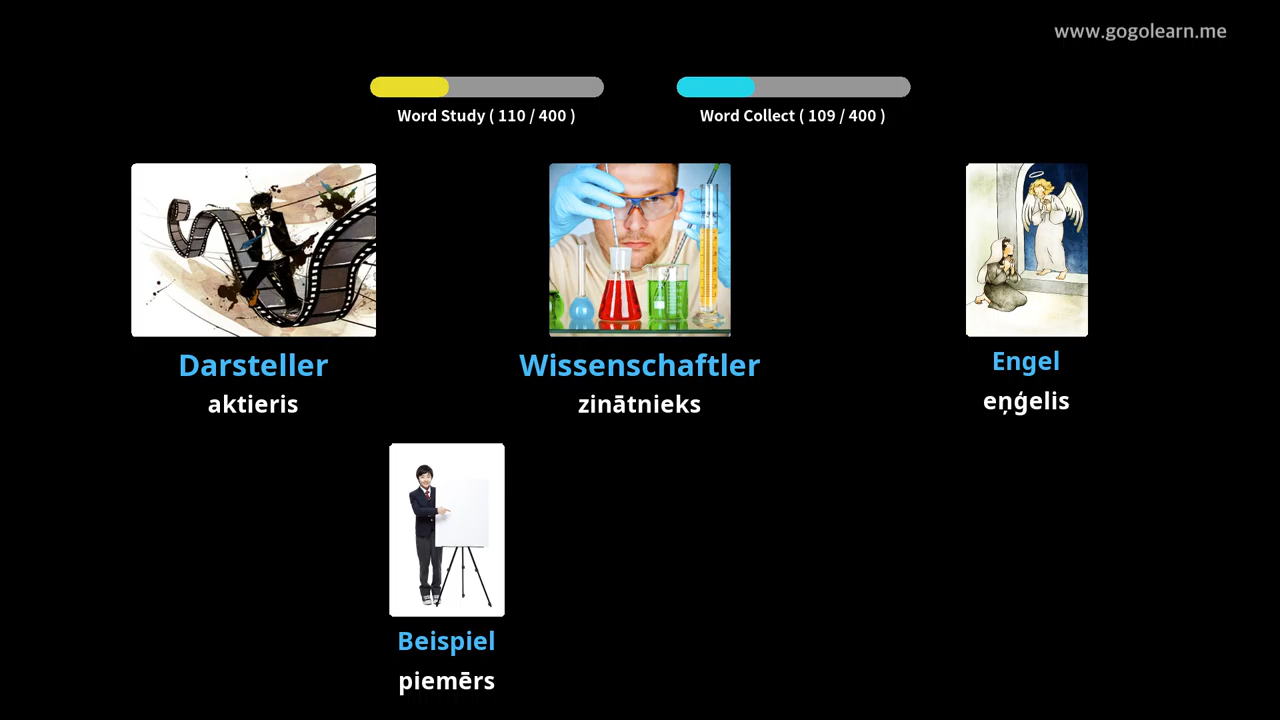 www.gogolearn.me
Word Study ( 110 / 400 )
Word Collect ( 109 / 400 )
Darsteller
aktieris
Wissenschaftler
zinātnieks
Engel
eņģelis
Beispiel
piemērs